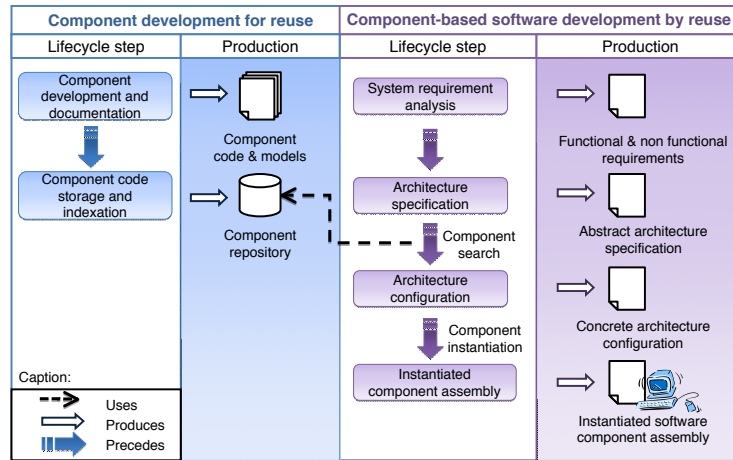 Component development for reuse
Component-based software development by reuse
Lifecycle step
Production
Lifecycle step
Production
Component
development and
documentation
Component
code & models
Component code
storage and
indexation
Component
repository
System requirement
analysis
Functional & non functional
requirements
Architecture
specification
Abstract architecture
specification
Component
search
Architecture
configuration
Concrete architecture
configuration
Component
instantiation
Instantiated
component assembly
Instantiated software
component assembly
Caption:
Uses
Produces
Precedes